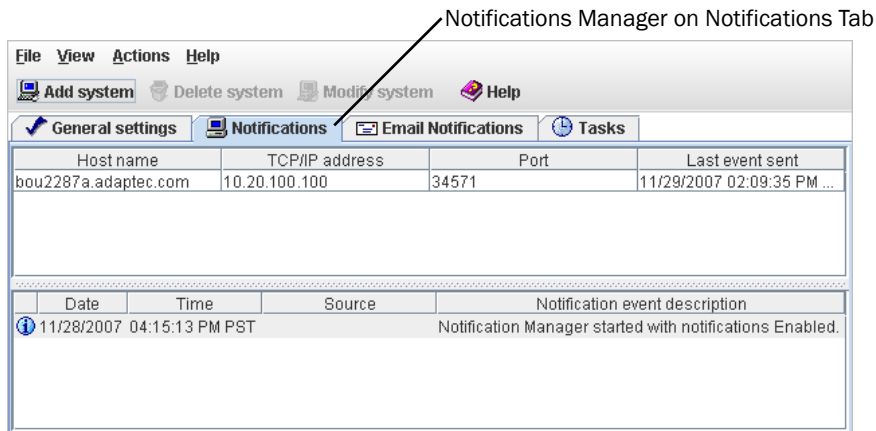 Notifications Manager on Notifications Tab
File View Actions Help
Add system Delete system Modify system Help
General settings Notifications Email Notifications Tasks
Host name TCP/IP address Port Last event sent
bou2287a.adaptec.com 10.20.100.100 34571 11/29/2007 02:09:35 PM ...
Date Time Source Notification event description
11/28/2007 04:15:13 PM PST Notification Manager started with notifications Enabled.